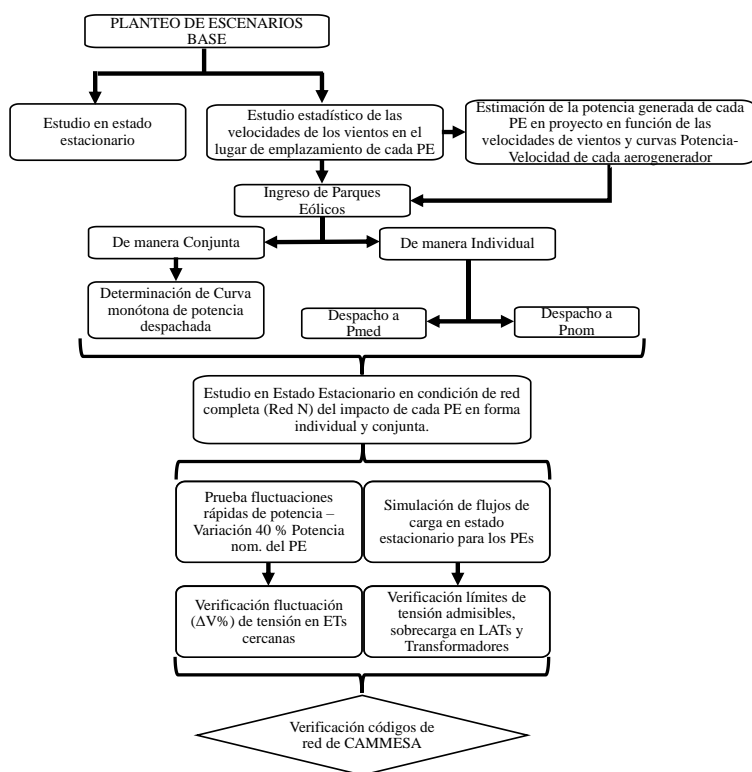 PLANTEO DE ESCENARIOS
BASE
Estudio en estado
estacionario
Estudio estadístico de las
velocidades de los vientos en el
lugar de emplazamiento de cada PE
Estimación de la potencia generada de cada
PE en proyecto en función de las
velocidades de vientos y curvas Potencia-
Velocidad de cada aerogenerador
Ingreso de Parques
Eólicos
De manera Conjunta
De manera Individual
Determinación de Curva
monótona de potencia
despachada
Despacho a
Pmed
Despacho a
Pnom
Estudio en Estado Estacionario en condición de red
completa (Red N) del impacto de cada PE en forma
individual y conjunta.
Prueba fluctuaciones
rápidas de potencia –
Variación 40 % Potencia
nom. del PE
Simulación de flujos de
carga en estado
estacionario para los PEs
Verificación fluctuación
(ΔV%) de tensión en ETs
cercanas
Verificación límites de
tensión admisibles,
sobrecarga en LATs y
Transformadores
Verificación códigos de
red de CAMMESA